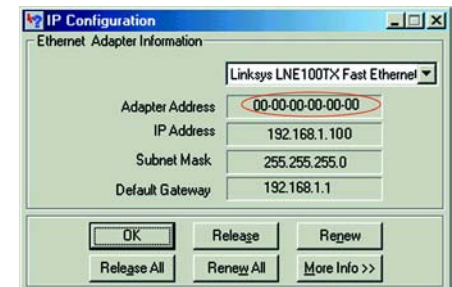 IP Configuration
Ethernet Adapter Information
Linksys LNE100TX Fast Ethernet
Adapter Address 00-00-00-00-00-00
IP Address 192.168.1.100
Subnet Mask 255.255.255.0
Default Gateway 192.168.1.1
OK Release Renew
Release All Renew All More Info >>